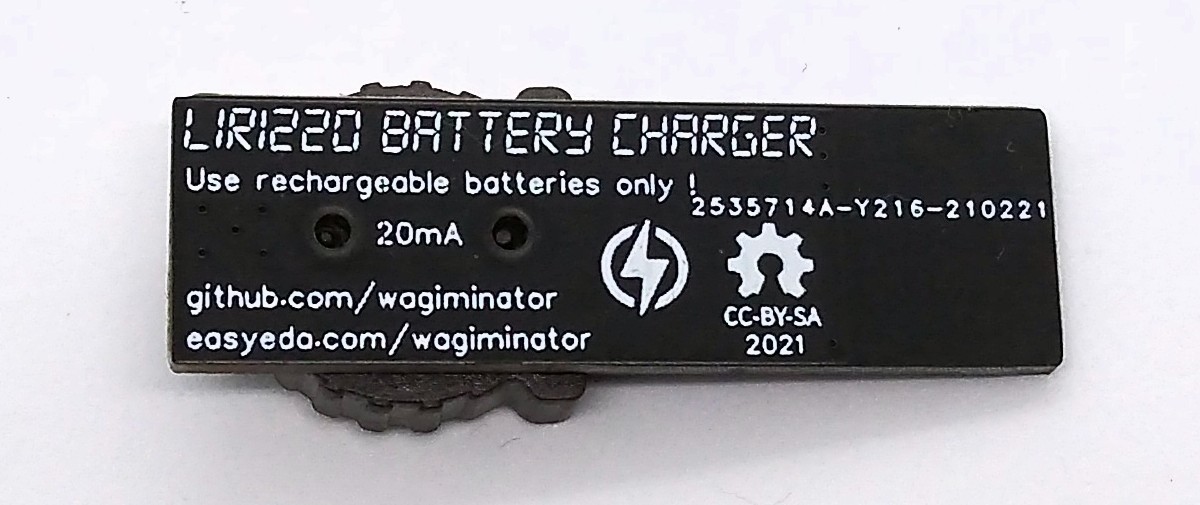 LIR1220 BATTERY CHARGER
Use rechargeable batteries only !
2535714A-Y216-210221
20mA
github.com/wagiminator
easyeda.com/wagiminator
CC-BY-SA
2021